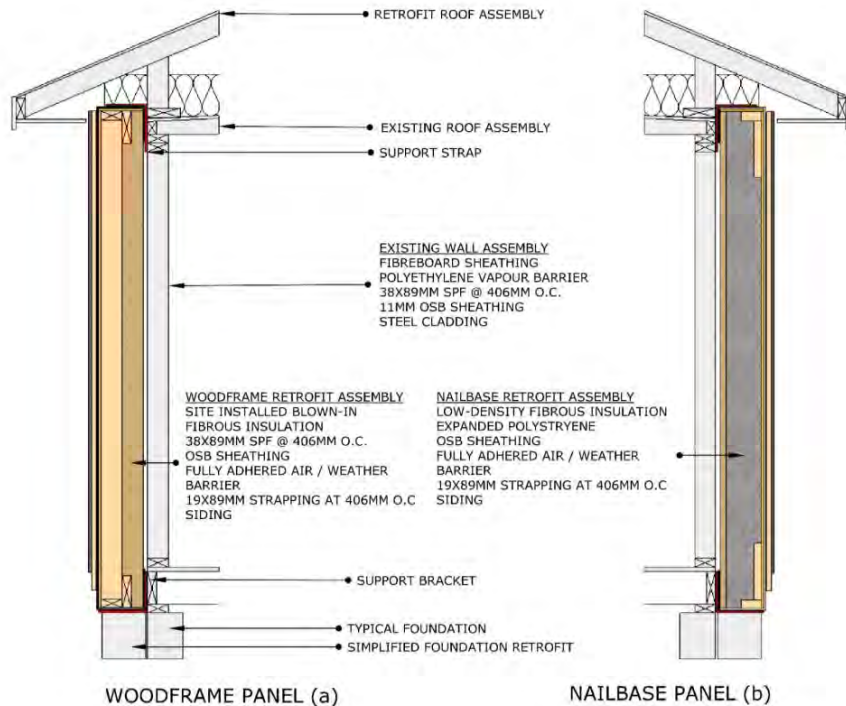 RETROFIT ROOF ASSEMBLY
EXISTING ROOF ASSEMBLY
SUPPORT STRAP
EXISTING WALL ASSEMBLY
FIBREBOARD SHEATHING
POLYETHYLENE VAPOUR BARRIER
38X89MM SPF @ 406MM O.C.
11MM OSB SHEATHING
STEEL CLADDING
WOODFRAME RETROFIT ASSEMBLY
SITE INSTALLED BLOWN-IN
FIBROUS INSULATION
38X89MM SPF @ 406MM O.C.
OSB SHEATHING
FULLY ADHERED AIR / WEATHER
BARRIER
19X89MM STRAPPING AT 406MM O.C
SIDING
NAILBASE RETROFIT ASSEMBLY
LOW-DENSITY FIBROUS INSULATION
EXPANDED POLYSTRYENE
OSB SHEATHING
FULLY ADHERED AIR / WEATHER
BARRIER
19X89MM STRAPPING AT 406MM O.C
SIDING
SUPPORT BRACKET
TYPICAL FOUNDATION
SIMPLIFIED FOUNDATION RETROFIT
WOODFRAME PANEL (a)
NAILBASE PANEL (b)